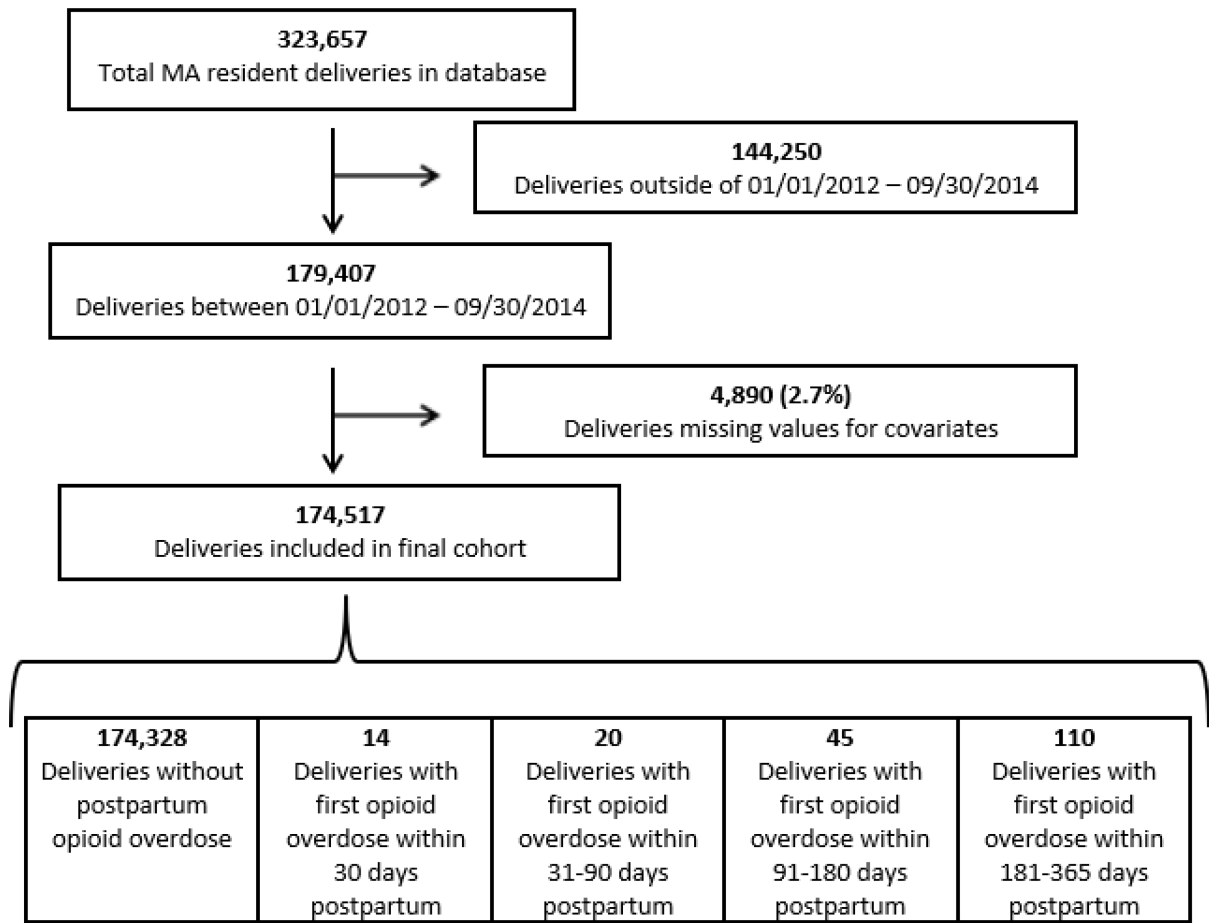 323,657
Total MA resident deliveries in database
144,250
Deliveries outside of 01/01/2012 – 09/30/2014
179,407
Deliveries between 01/01/2012 – 09/30/2014
4,890 (2.7%)
Deliveries missing values for covariates
174,517
Deliveries included in final cohort
174,328
Deliveries without
postpartum
opioid overdose
14
Deliveries with
first opioid
overdose within
30 days
postpartum
20
Deliveries with
first opioid
overdose within
31-90 days
postpartum
45
Deliveries with
first opioid
overdose within
91-180 days
postpartum
110
Deliveries with
first opioid
overdose within
181-365 days
postpartum